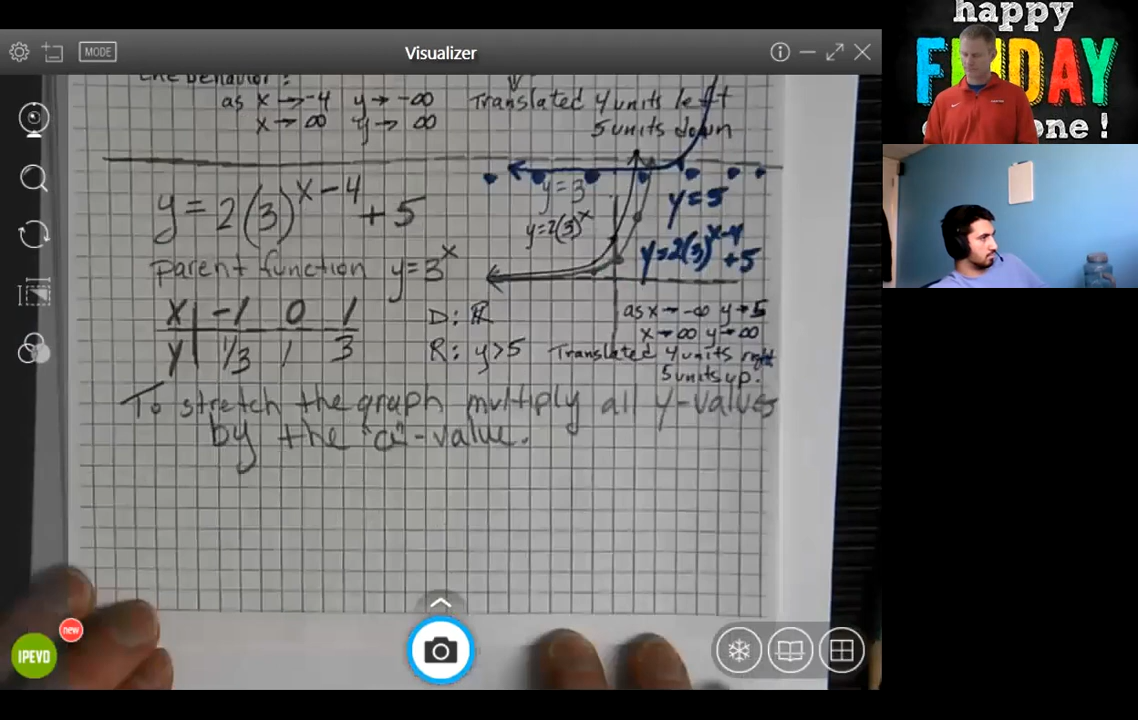 MODE
Visualizer
happy
FRIDAY
one !
the behavior :
as x → -4 y → -∞
x → ∞ y → ∞
Translated 4 units left
5 units down
y = 2(3)^x-4 + 5
parent function y = 3^x
x | -1 0 1
y | 1/3 1 3
D: ℝ
R: y > 5
y = 3
y = 2(3)^x
y = 5
y = 2(3)^x-4 + 5
as x → -∞ y → 5
x → ∞ y → ∞
Translated 4 units right
5 units up.
To stretch the graph multiply all y-values
by the "a"-value.
new
IPEVO